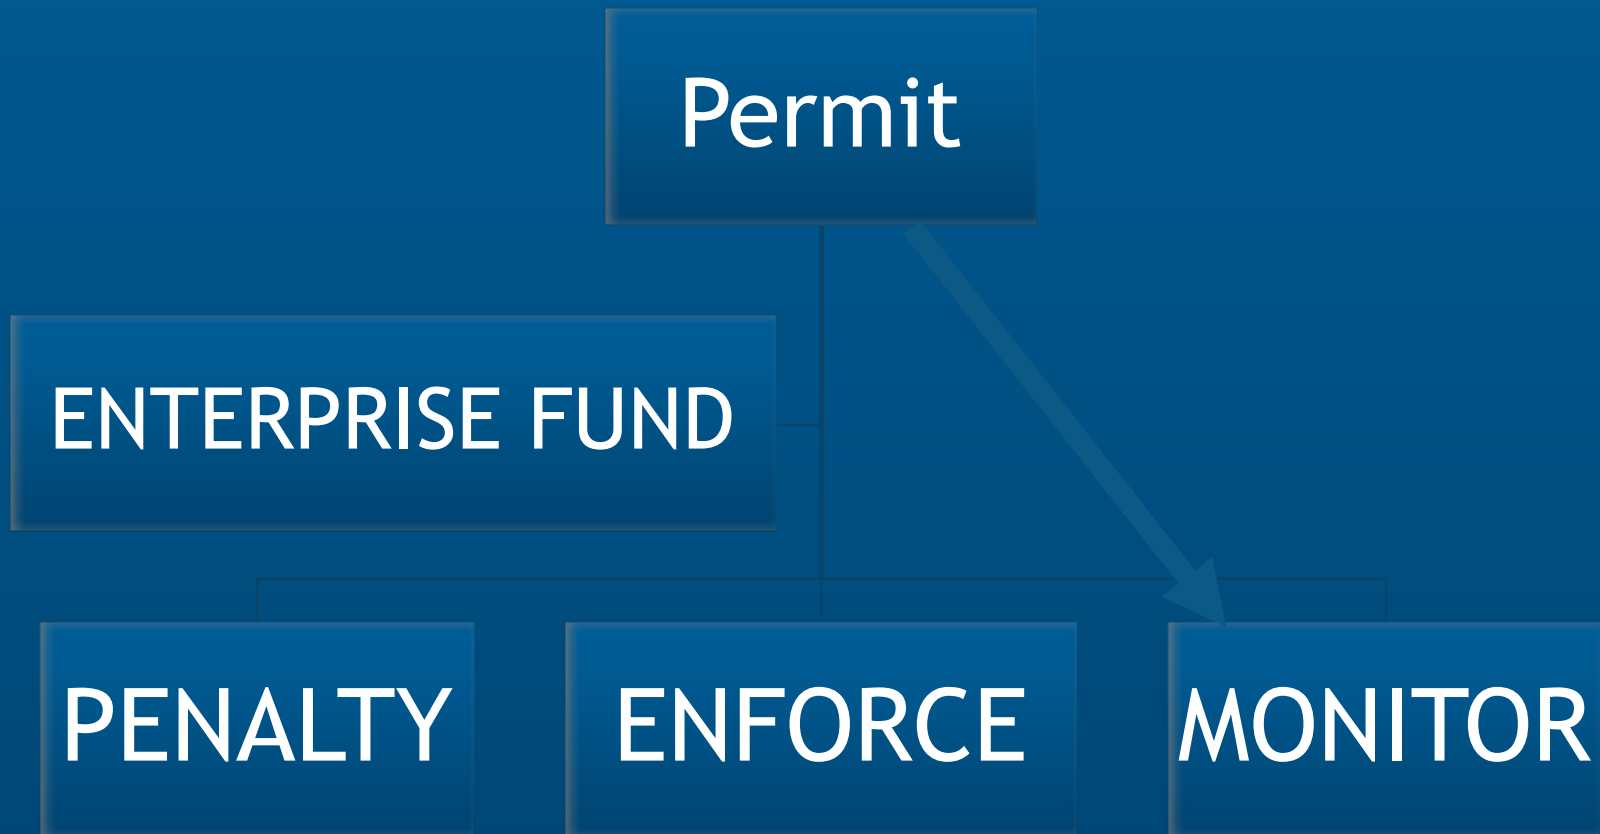 Permit
ENTERPRISE FUND
PENALTY
ENFORCE
MONITOR